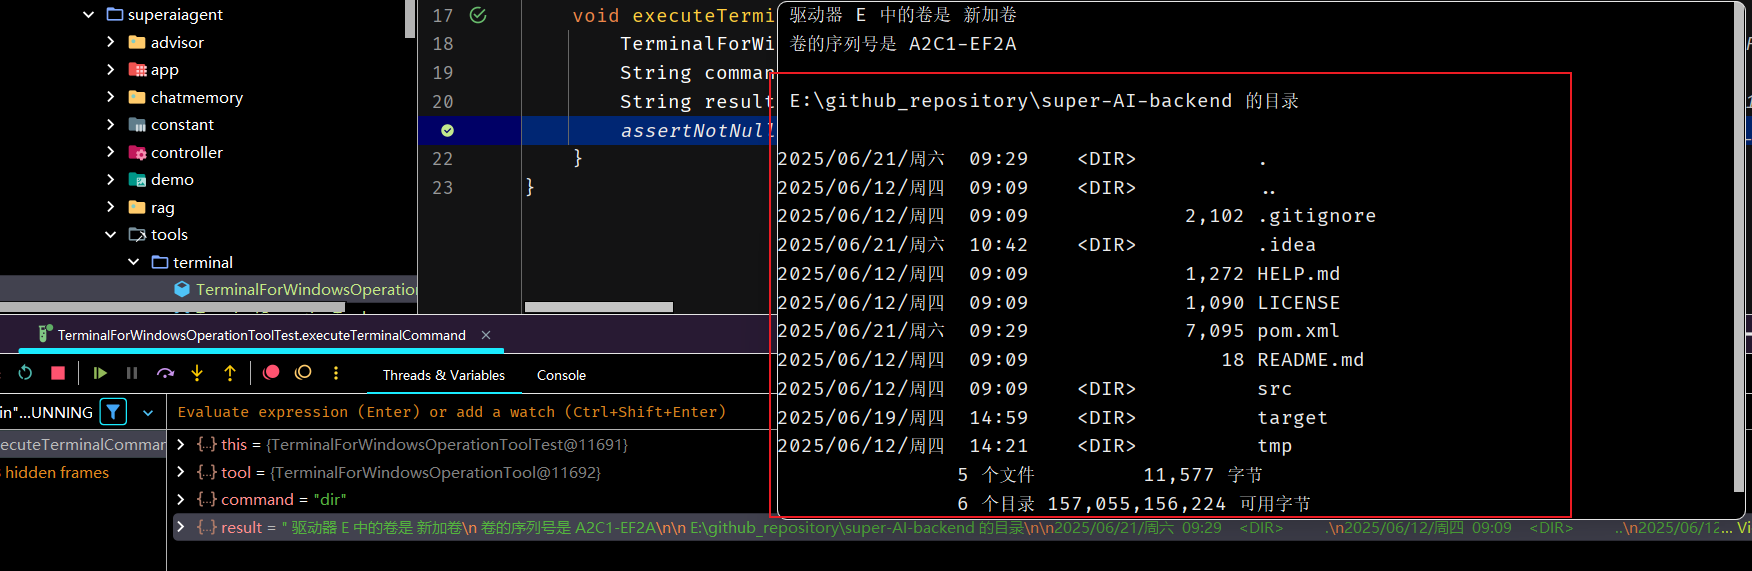 superaiagent
advisor
app
chatmemory
constant
controller
demo
rag
tools
terminal
TerminalForWindowsOperation
17 void executeTermi
18 TerminalForWi
19 String comman
20 String result
assertNotNull
22 }
23 }
驱动器 E 中的卷是 新加卷
卷的序列号是 A2C1-EF2A
E:\github_repository\super-AI-backend 的目录
2025/06/21/周六 09:29 <DIR> .
2025/06/12/周四 09:09 <DIR> ..
2025/06/12/周四 09:09 2,102 .gitignore
2025/06/21/周六 10:42 <DIR> .idea
2025/06/12/周四 09:09 1,272 HELP.md
2025/06/12/周四 09:09 1,090 LICENSE
2025/06/21/周六 09:29 7,095 pom.xml
2025/06/12/周四 09:09 18 README.md
2025/06/12/周四 09:09 <DIR> src
2025/06/19/周四 14:59 <DIR> target
2025/06/12/周四 14:21 <DIR> tmp
5 个文件 11,577 字节
6 个目录 157,055,156,224 可用字节
TerminalForWindowsOperationToolTest.executeTerminalCommand
Threads & Variables Console
in"...UNNING
Evaluate expression (Enter) or add a watch (Ctrl+Shift+Enter)
ecuteTerminalCommar
hidden frames
this = {TerminalForWindowsOperationToolTest@11691}
tool = {TerminalForWindowsOperationTool@11692}
command = "dir"
result = " 驱动器 E 中的卷是 新加卷\n 卷的序列号是 A2C1-EF2A\n\n E:\github_repository\super-AI-backend 的目录\n\n2025/06/21/周六 09:29 <DIR> .\n2025/06/12/周四 09:09 <DIR> ..\n2025/06/12... Vi